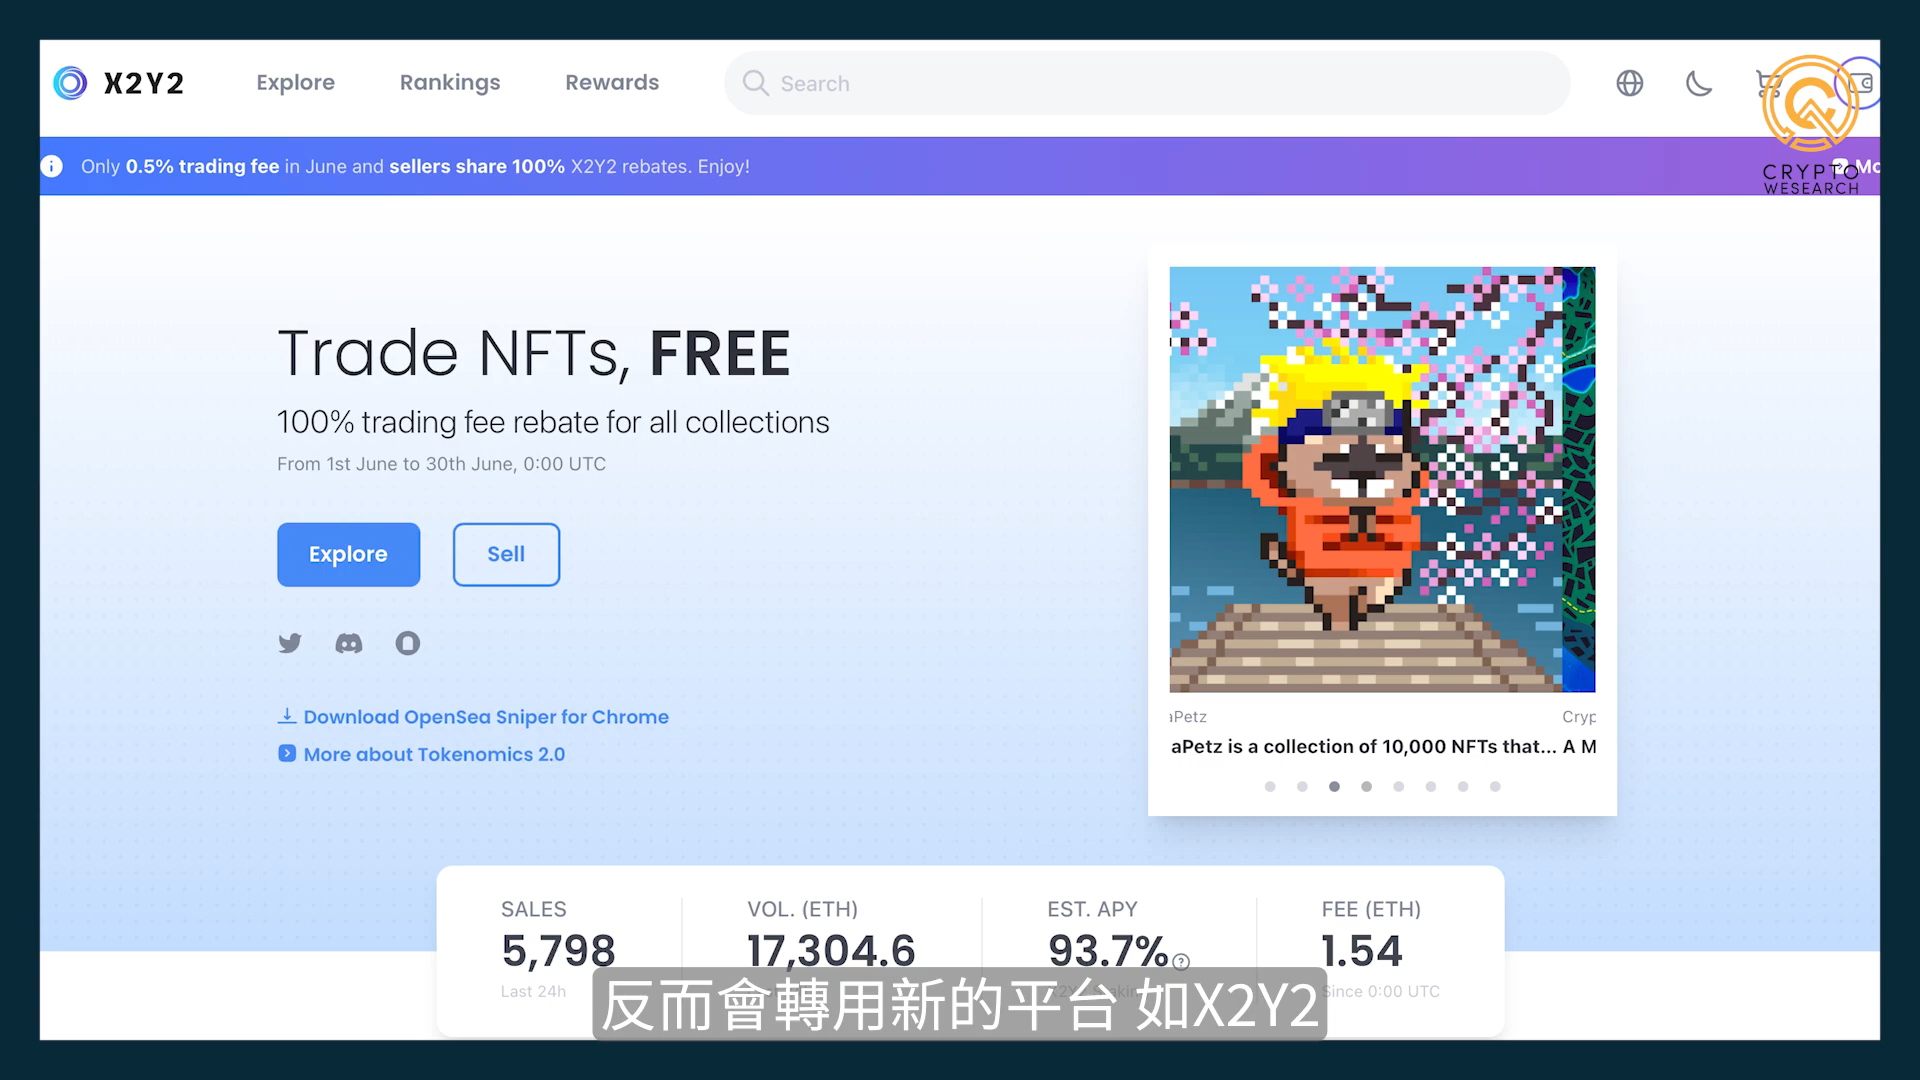 X2Y2
Explore
Rankings
Rewards
Search
Only 0.5% trading fee in June and sellers share 100% X2Y2 rebates. Enjoy!
CRYPTO
WESEARCH
Trade NFTs, FREE
100% trading fee rebate for all collections
From 1st June to 30th June, 0:00 UTC
Explore
Sell
Download OpenSea Sniper for Chrome
More about Tokenomics 2.0
aPetz
Cryp
aPetz is a collection of 10,000 NFTs that... A M
SALES
5,798
Last 24h
VOL. (ETH)
17,304.6
EST. APY
93.7%
FEE (ETH)
1.54
Since 0:00 UTC
反而會轉用新的平台 如X2Y2